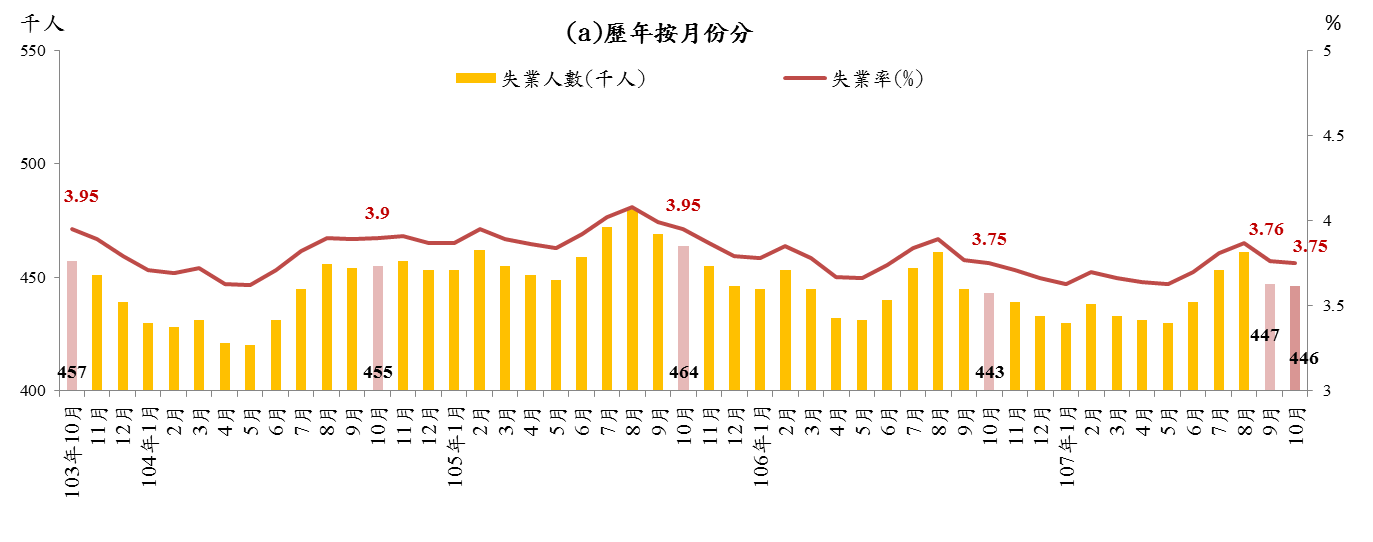 千人
(a)歷年按月份分
%
失業人數(千人)
失業率(%)
550
500
450
400
5
4.5
4
3.5
3
3.95
3.9
3.95
3.75
3.76
3.75
457
455
464
443
447
446
103年10月
11月
12月
104年1月
2月
3月
4月
5月
6月
7月
8月
9月
10月
11月
12月
105年1月
2月
3月
4月
5月
6月
7月
8月
9月
10月
11月
12月
106年1月
2月
3月
4月
5月
6月
7月
8月
9月
10月
11月
12月
107年1月
2月
3月
4月
5月
6月
7月
8月
9月
10月